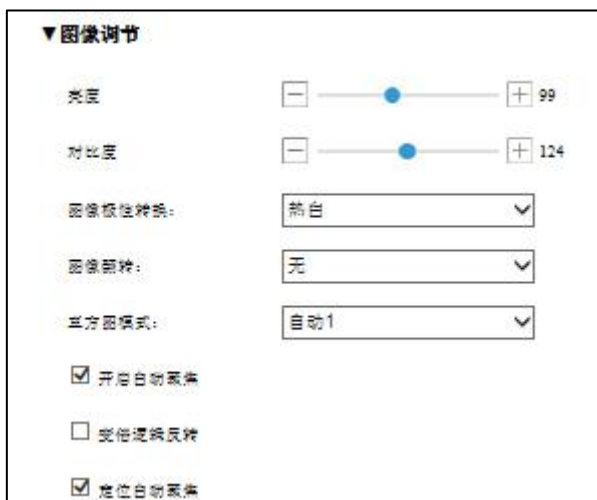 ▼图像调节
亮度 99
对比度 124
图像极性转换： 热白
图像翻转： 无
直方图模式： 自动1
开启自动聚焦
变倍逻辑反转
定位自动聚焦